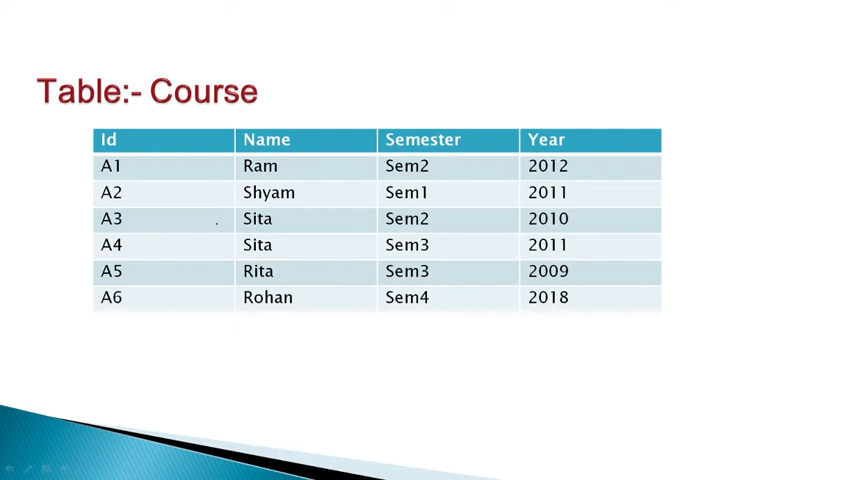 Table:- Course
Id Name Semester Year
A1 Ram Sem2 2012
A2 Shyam Sem1 2011
A3 Sita Sem2 2010
A4 Sita Sem3 2011
A5 Rita Sem3 2009
A6 Rohan Sem4 2018